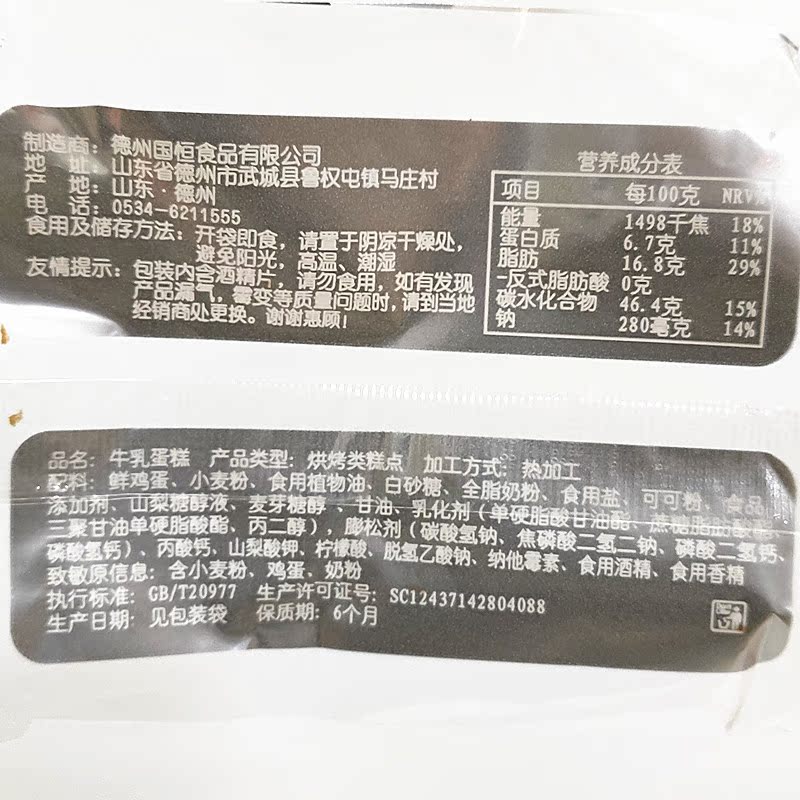 制造商：德州国恒食品有限公司
地 址：山东省德州市武城县鲁权屯镇马庄村
产 地：山东·德州
电 话：0534-6211555
食用及储存方法：开袋即食，请置于阴凉干燥处，
避免阳光，高温、潮湿
友情提示：包装内含酒精片，请勿食用，如有发现
产品漏气，霉变等质量问题时，请到当地
经销商处更换。谢谢惠顾！
营养成分表
项目 每100克 NRV%
能量 1498千焦 18%
蛋白质 6.7克 11%
脂肪 16.8克 29%
-反式脂肪酸 0克
碳水化合物 46.4克 15%
钠 280毫克 14%
品名：牛乳蛋糕 产品类型：烘烤类糕点 加工方式：热加工
配料：鲜鸡蛋、小麦粉、食用植物油、白砂糖、全脂奶粉、食用盐、可可粉、食品
添加剂、山梨糖醇液、麦芽糖醇、甘油、乳化剂（单硬脂酸甘油酯、蔗糖脂肪酸酯、
三聚甘油单硬脂酸酯、丙二醇），膨松剂（碳酸氢钠、焦磷酸二氢二钠、磷酸二氢钙、
磷酸氢钙）、丙酸钙、山梨酸钾、柠檬酸、脱氢乙酸钠、纳他霉素、食用酒精、食用香精
致敏原信息：含小麦粉、鸡蛋、奶粉
执行标准：GB/T20977 生产许可证号：SC12437142804088
生产日期：见包装袋 保质期：6个月